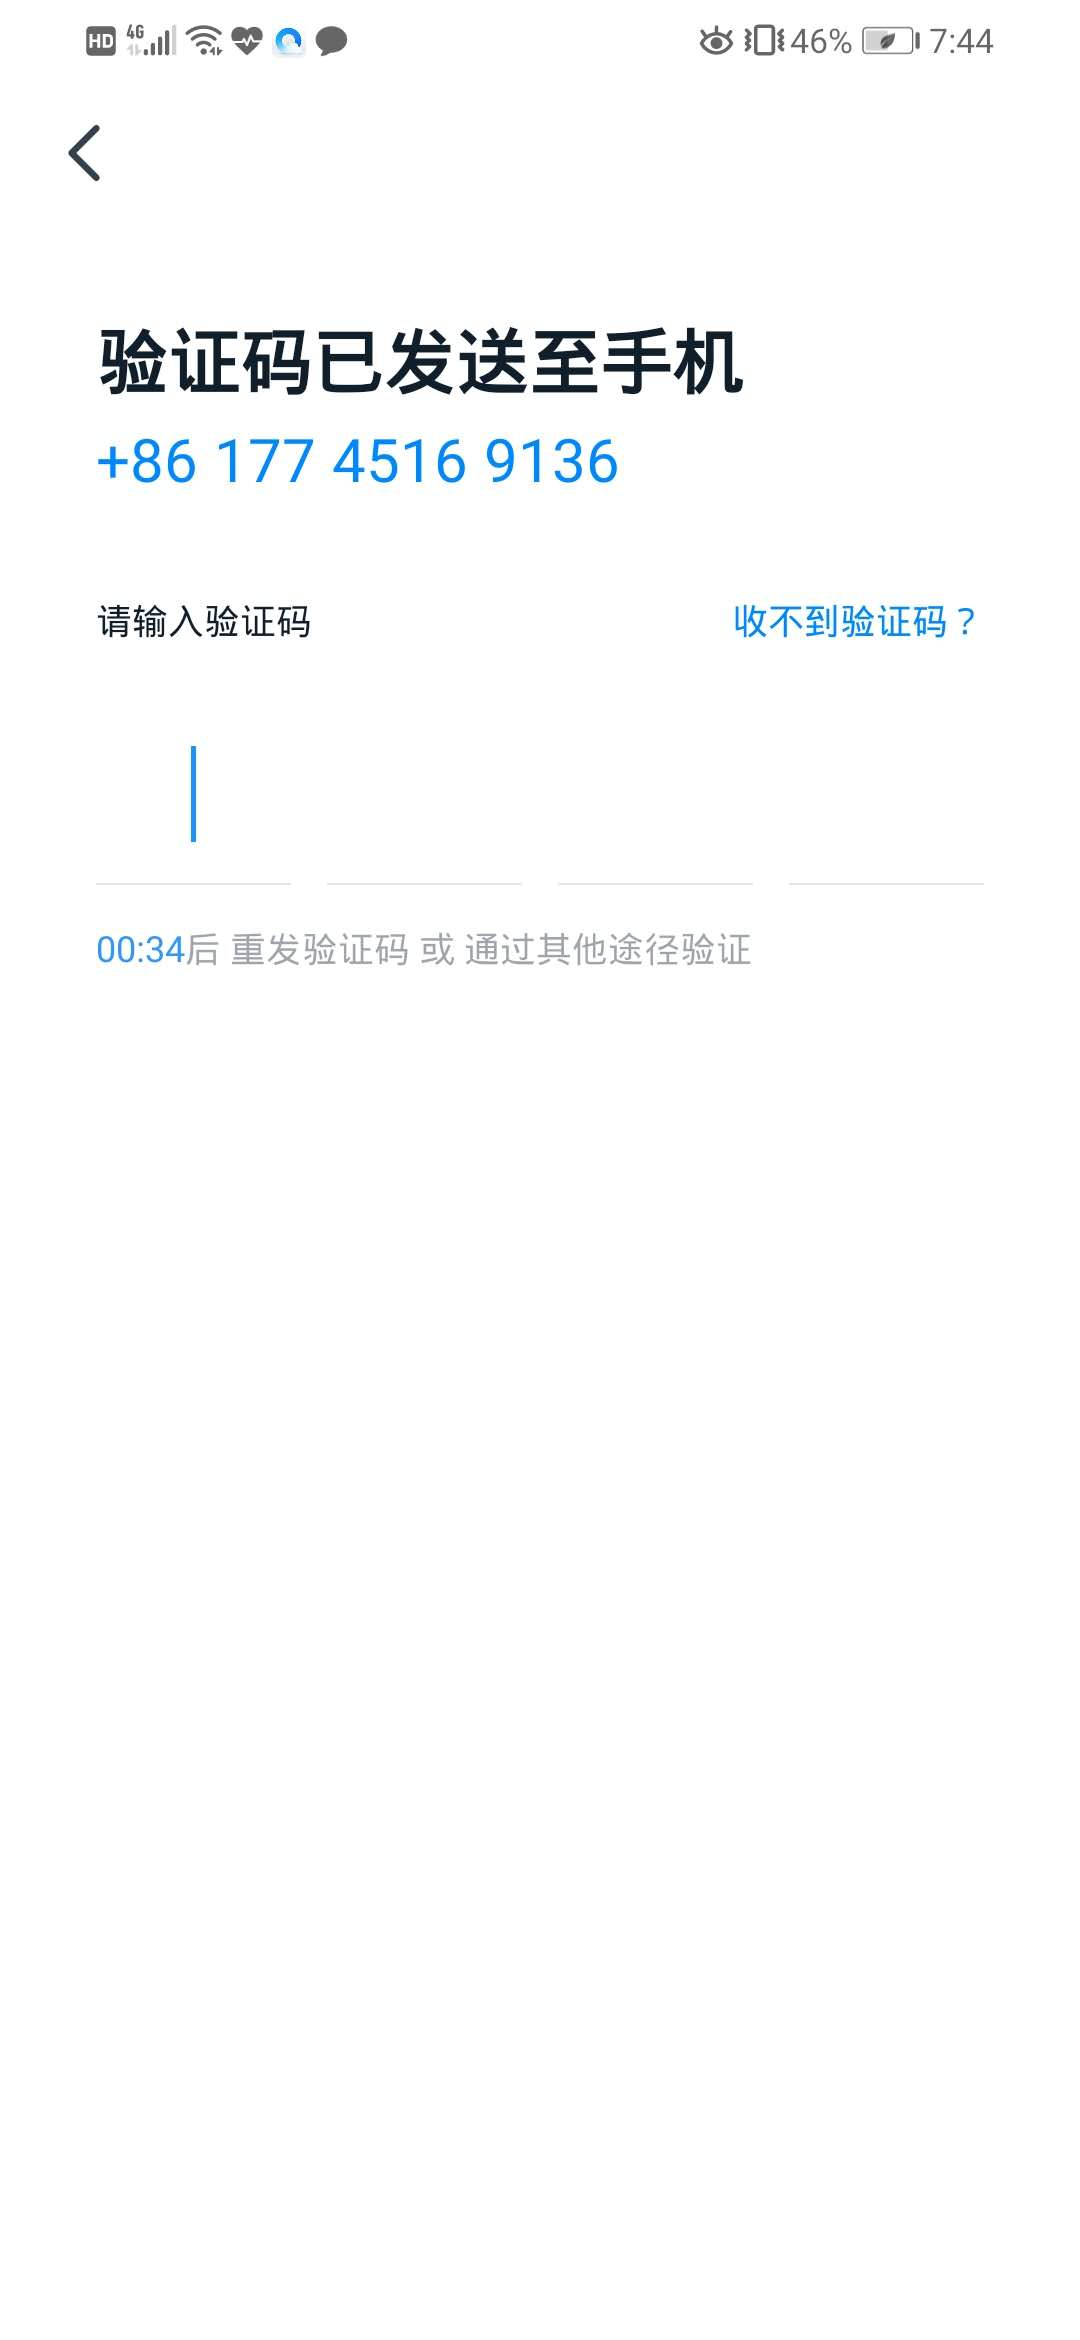 HD 4G 46% 7:44
验证码已发送至手机
+86 177 4516 9136
请输入验证码 收不到验证码？
00:34后 重发验证码 或 通过其他途径验证